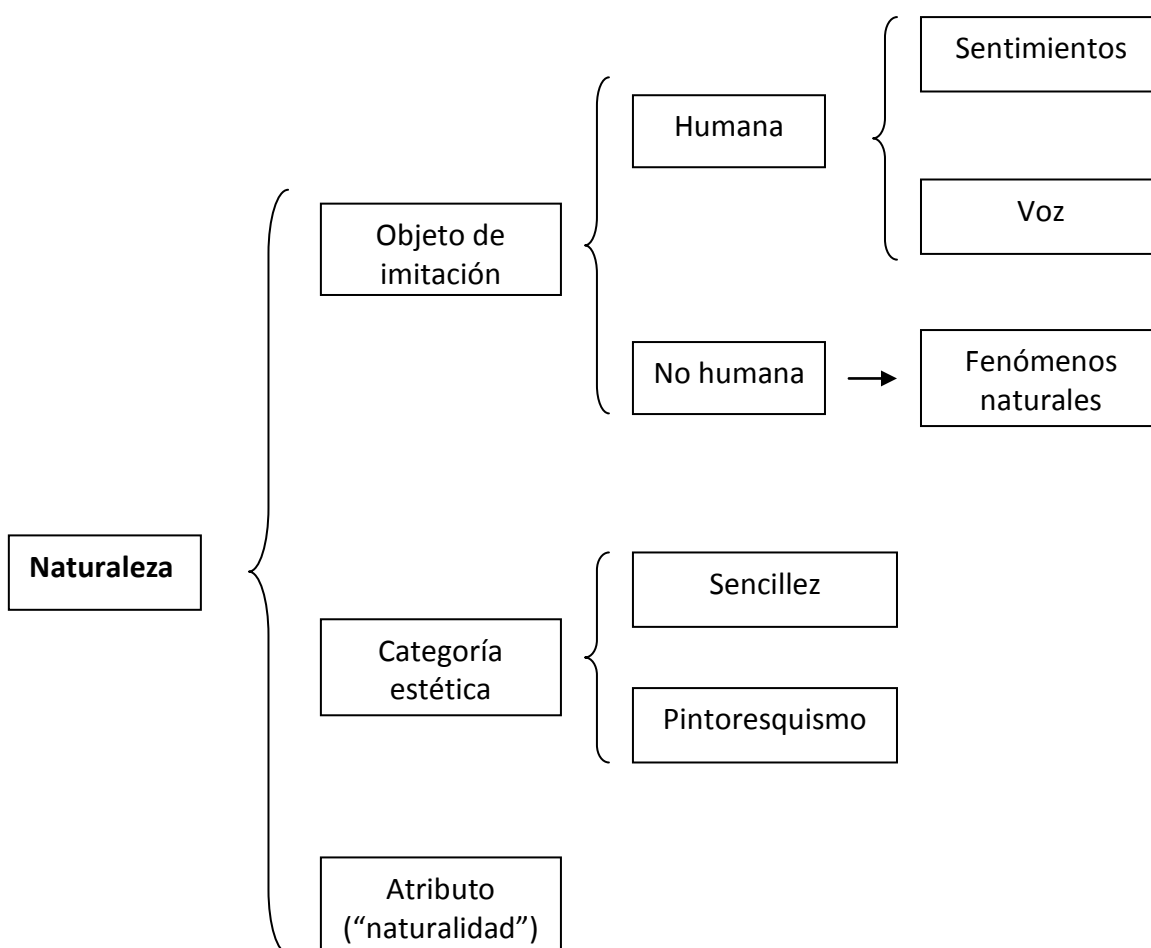 Sentimientos
Humana
Voz
Objeto de
imitación
No humana
Fenómenos
naturales
Naturaleza
Sencillez
Categoría
estética
Pintoresquismo
Atributo
(“naturalidad”)